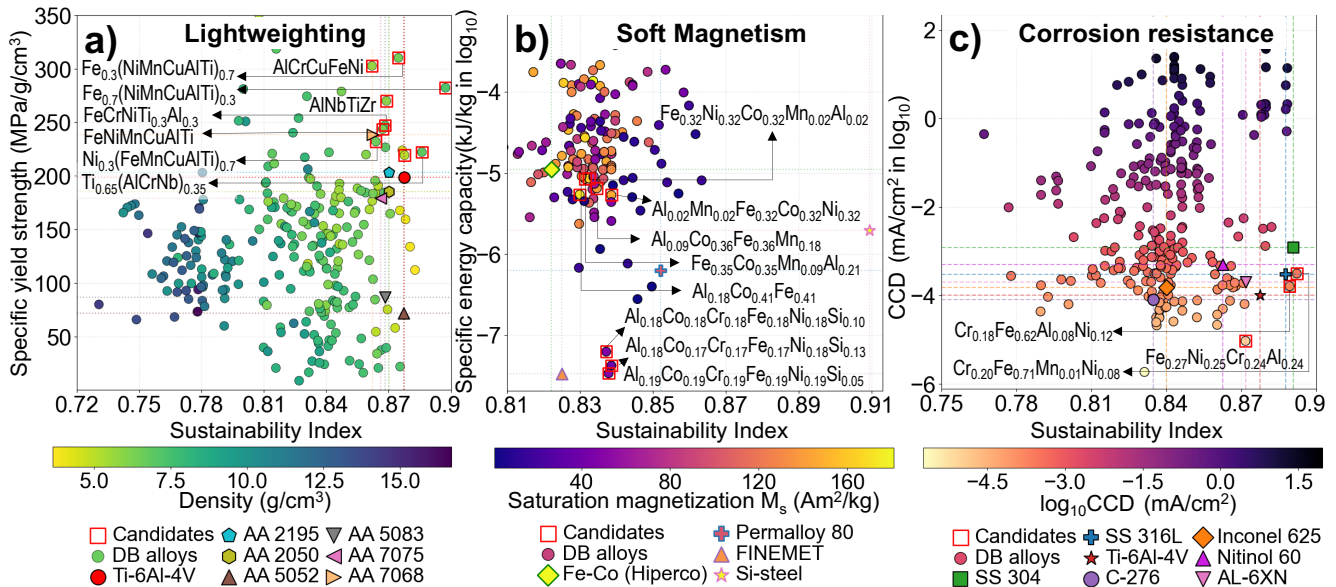 a) Lightweighting
Specific yield strength (MPa/g/cm³)
350
300
250
200
150
100
50
Fe₀.₃(NiMnCuAlTi)₀.₇
AlCrCuFeNi
Fe₀.₇(NiMnCuAlTi)₀.₃
AlNbTiZr
FeCrNiTi₀.₃Al₀.₃
FeNiMnCuAlTi
Ni₀.₃(FeMnCuAlTi)₀.₇
Ti₀.₆₅(AlCrNb)₀.₃₅
0.72 0.75 0.78 0.81 0.84 0.87 0.9
Sustainability Index
5.0 7.5 10.0 12.5 15.0
Density (g/cm³)
Candidates
DB alloys
Ti-6Al-4V
AA 2195
AA 2050
AA 5052
AA 5083
AA 7075
AA 7068
b) Soft Magnetism
Specific energy capacity(kJ/kg in log₁₀)
−4
−5
−6
−7
Fe₀.₃₂Ni₀.₃₂Co₀.₃₂Mn₀.₀₂Al₀.₀₂
Al₀.₀₂Mn₀.₀₂Fe₀.₃₂Co₀.₃₂Ni₀.₃₂
Al₀.₀₉Co₀.₃₆Fe₀.₃₆Mn₀.₁₈
Fe₀.₃₅Co₀.₃₅Mn₀.₀₉Al₀.₂₁
Al₀.₁₈Co₀.₄₁Fe₀.₄₁
Al₀.₁₈Co₀.₁₈Cr₀.₁₈Fe₀.₁₈Ni₀.₁₈Si₀.₁₀
Al₀.₁₈Co₀.₁₇Cr₀.₁₇Fe₀.₁₇Ni₀.₁₈Si₀.₁₃
Al₀.₁₉Co₀.₁₉Cr₀.₁₉Fe₀.₁₉Ni₀.₁₉Si₀.₀₅
0.81 0.83 0.85 0.87 0.89 0.91
Sustainability Index
40 80 120 160
Saturation magnetization Mₛ (Am²/kg)
Candidates
DB alloys
Fe-Co (Hiperco)
Permalloy 80
FINEMET
Si-steel
c) Corrosion resistance
CCD (mA/cm² in log₁₀)
2
0
−2
−4
−6
Cr₀.₁₈Fe₀.₆₂Al₀.₀₈Ni₀.₁₂
Fe₀.₂₇Ni₀.₂₅Cr₀.₂₄Al₀.₂₄
Cr₀.₂₀Fe₀.₇₁Mn₀.₀₁Ni₀.₀₈
0.75 0.78 0.81 0.84 0.87 0.9
Sustainability Index
−4.5 −3.0 −1.5 0.0 1.5
log₁₀CCD (mA/cm²)
Candidates
DB alloys
SS 304
SS 316L
Ti-6Al-4V
C-276
Inconel 625
Nitinol 60
AL-6XN